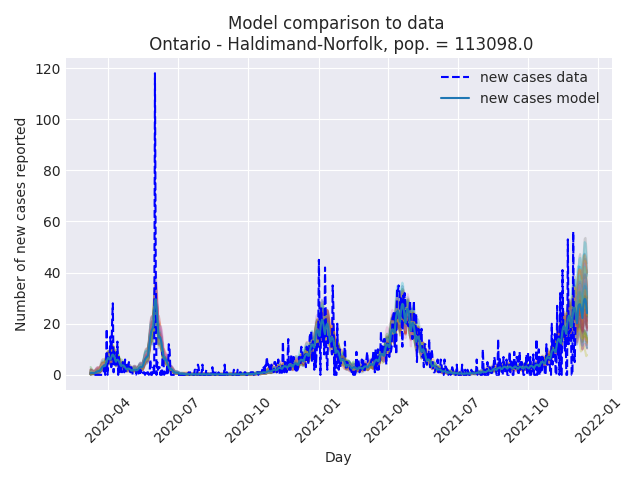 Model comparison to data
Ontario - Haldimand-Norfolk, pop. = 113098.0
new cases data
new cases model
Number of new cases reported
120
100
80
60
40
20
0
2020-04
2020-07
2020-10
2021-01
2021-04
2021-07
2021-10
2022-01
Day